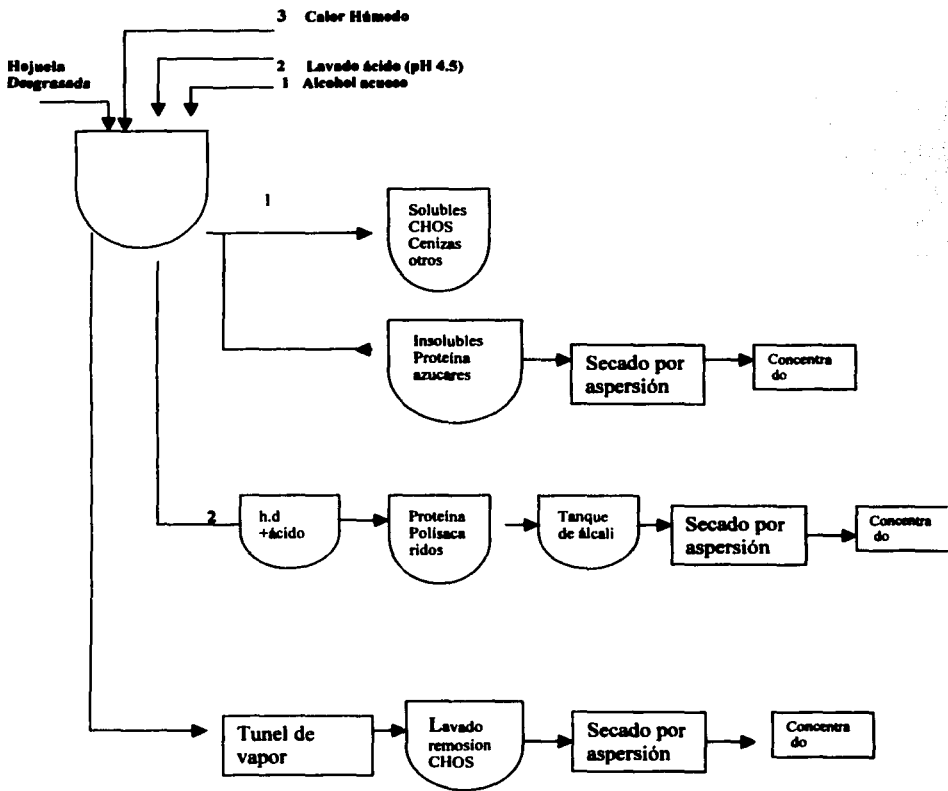 3 Calor Húmedo
Hojuela
Desgrasada
2 Lavado ácido (pH 4.5)
1 Alcohol acuoso
1
Solubles
CHOS
Cenizas
otros
Insolubles
Proteína
azucares
Secado por
aspersión
Concentra
do
2
h.d
+ácido
Proteína
Polisaca
ridos
Tanque
de álcali
Secado por
aspersión
Concentra
do
Tunel de
vapor
Lavado
remosion
CHOS
Secado por
aspersión
Concentra
do